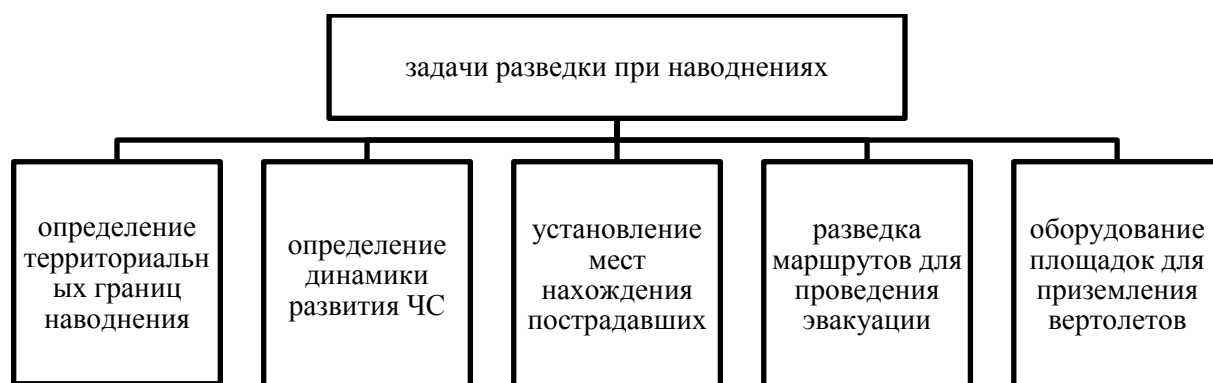 задачи разведки при наводнениях
определение
территориальн
ых границ
наводнения
определение
динамики
развития ЧС
установление
мест
нахождения
пострадавших
разведка
маршрутов для
проведения
эвакуации
оборудование
площадок для
приземления
вертолетов